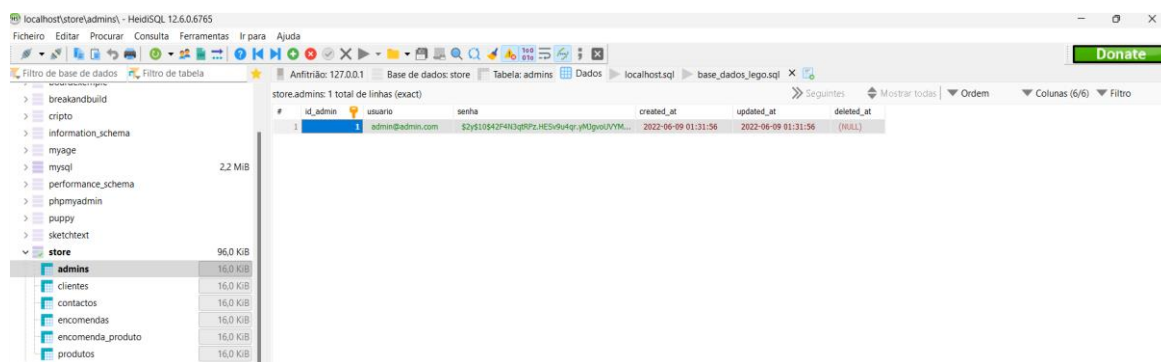 localhost\store\admins\ - HeidiSQL 12.6.0.6765
Ficheiro Editar Procurar Consulta Ferramentas Ir para Ajuda
Donate
Filtro de base de dados Filtro de tabela
Anfitrião: 127.0.0.1 Base de dados: store Tabela: admins Dados localhost.sql base_dados_lego.sql
store.admins: 1 total de linhas (exact) Seguintes Mostrar todas Ordem Colunas (6/6) Filtro
# id_admin usuario senha created_at updated_at deleted_at
1 1 admin@admin.com 2022-06-09 01:31:56 2022-06-09 01:31:56 (NULL)
breakandbuild
cripto
information_schema
myage
mysql 2,2 MiB
performance_schema
phpmyadmin
puppy
sketchtext
store 96,0 KiB
admins 16,0 KiB
clientes 16,0 KiB
contactos 16,0 KiB
encomendas 16,0 KiB
encomenda_produto 16,0 KiB
produtos 16,0 KiB